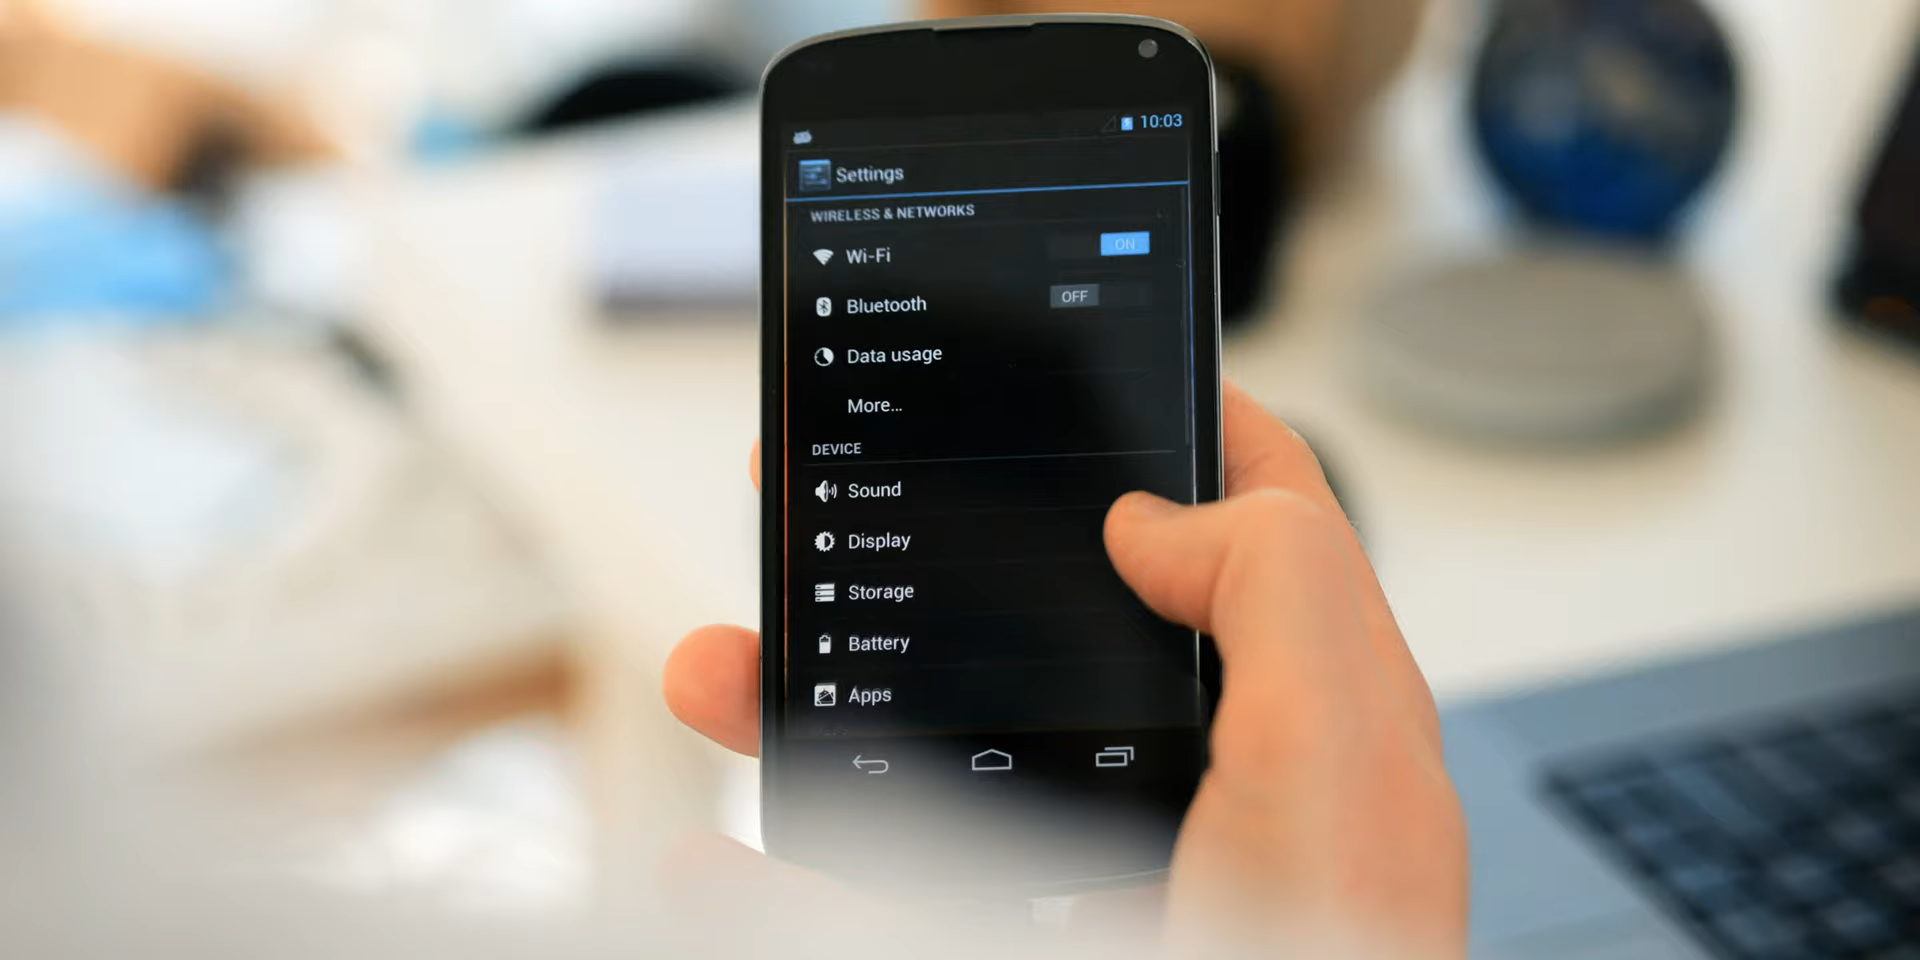 10:03
Settings
WIRELESS & NETWORKS
Wi-Fi ON
Bluetooth OFF
Data usage
More...
DEVICE
Sound
Display
Storage
Battery
Apps